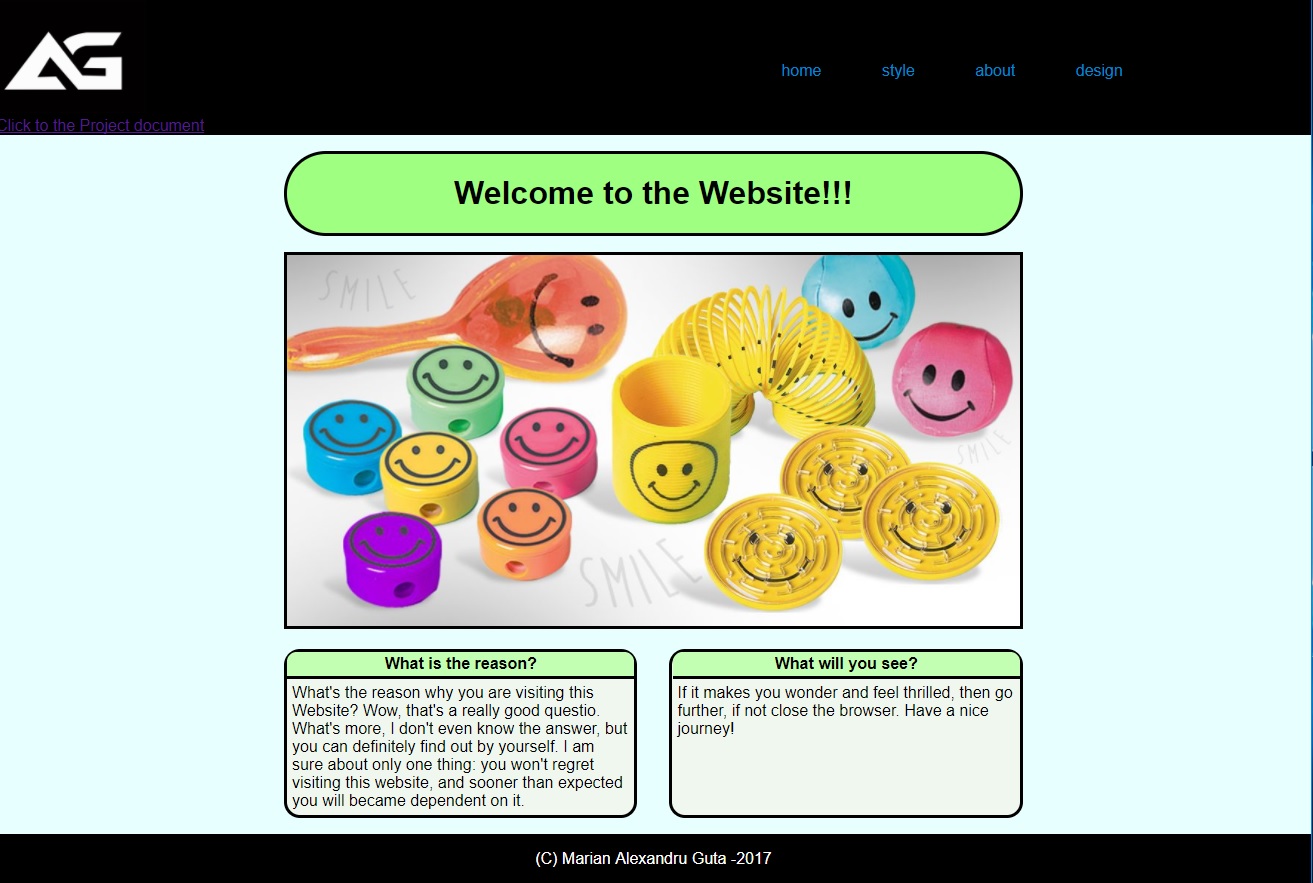 AG
home style about design
Click to the Project document
Welcome to the Website!!!
SMILE
SMILE
SMILE
What is the reason?
What's the reason why you are visiting this
Website? Wow, that's a really good questio.
What's more, I don't even know the answer, but
you can definitely find out by yourself. I am
sure about only one thing: you won't regret
visiting this website, and sooner than expected
you will became dependent on it.
What will you see?
If it makes you wonder and feel thrilled, then go
further, if not close the browser. Have a nice
journey!
(C) Marian Alexandru Guta -2017